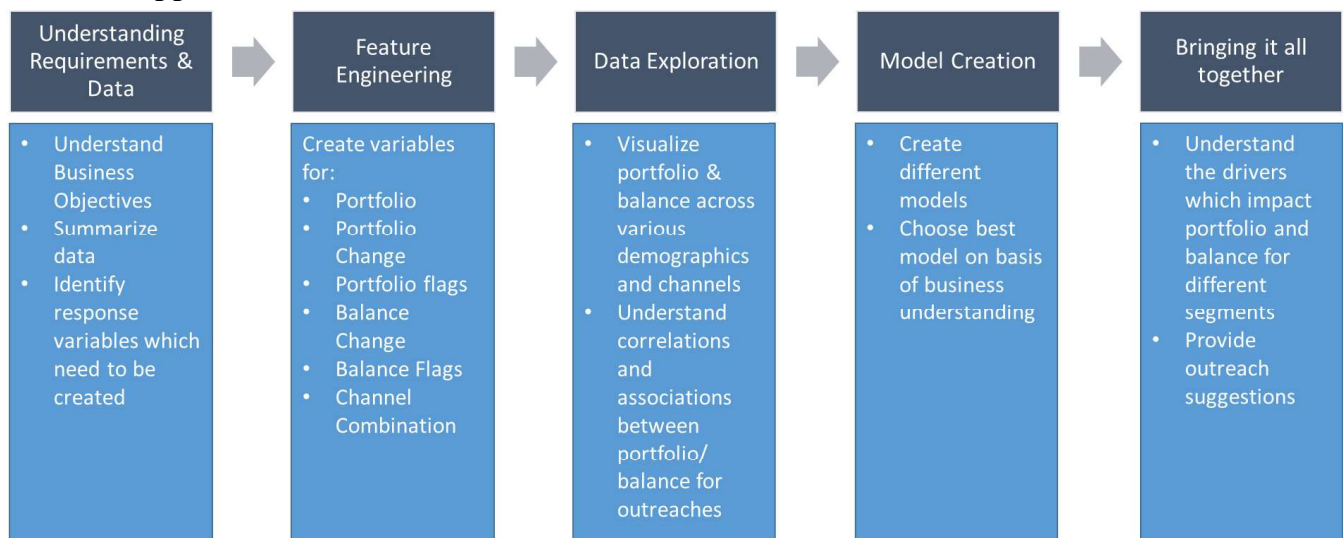 Understanding
Requirements &
Data
Feature
Engineering
Data Exploration
Model Creation
Bringing it all
together
• Understand
Business
Objectives
• Summarize
data
• Identify
response
variables which
need to be
created
Create variables
for:
• Portfolio
• Portfolio
Change
• Portfolio flags
• Balance
Change
• Balance Flags
• Channel
Combination
• Visualize
portfolio &
balance across
various
demographics
and channels
• Understand
correlations
and
associations
between
portfolio/
balance for
outreaches
• Create
different
models
• Choose best
model on basis
of business
understanding
• Understand
the drivers
which impact
portfolio and
balance for
different
segments
• Provide
outreach
suggestions